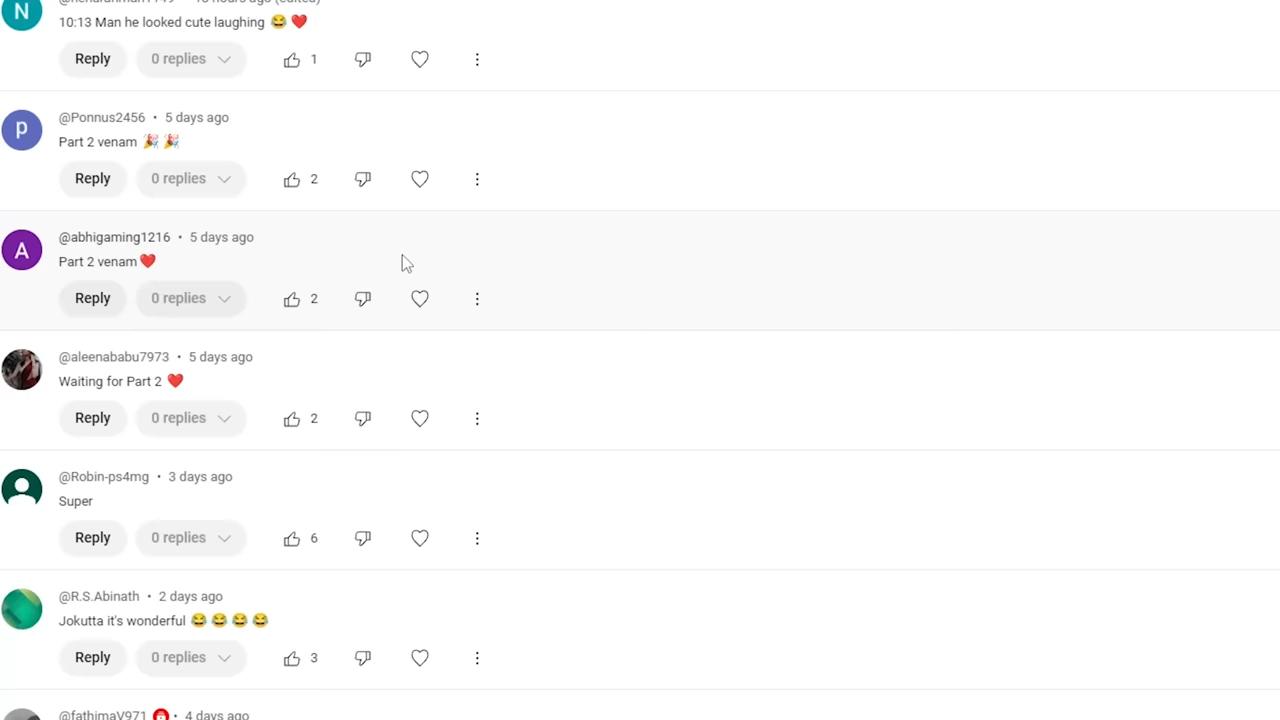 N
10:13 Man he looked cute laughing 😂 ❤️
Reply 0 replies 1
P
@Ponnus2456 • 5 days ago
Part 2 venam 🎉 🎉
Reply 0 replies 2
A
@abhigaming1216 • 5 days ago
Part 2 venam ❤️
Reply 0 replies 2
@aleenababu7973 • 5 days ago
Waiting for Part 2 ❤️
Reply 0 replies 2
@Robin-ps4mg • 3 days ago
Super
Reply 0 replies 6
@R.S.Abinath • 2 days ago
Jokutta it's wonderful 😂 😂 😂 😂
Reply 0 replies 3
@fathimaV971 • 4 days ago